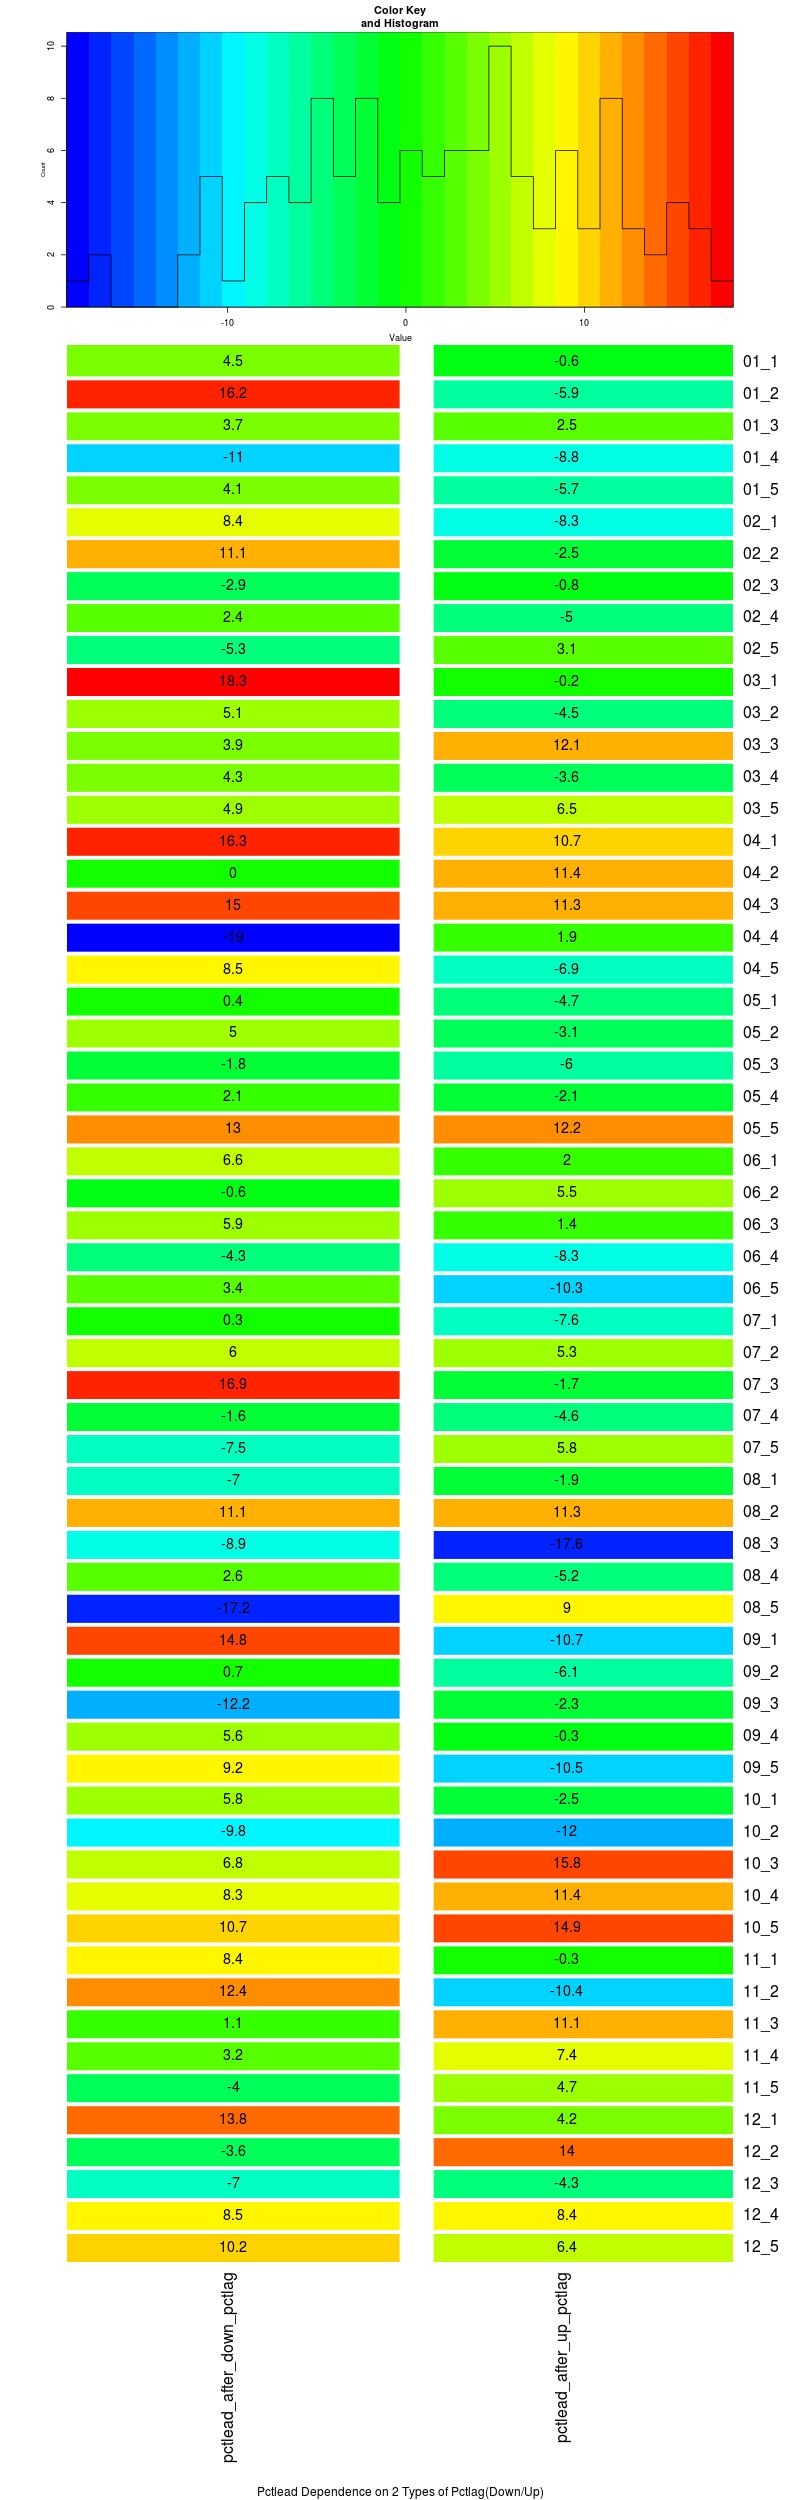 Color Key
and Histogram
10
8
6
4
2
0
Count
-10 0 10
Value
4.5 -0.6 01_1
16.2 -5.9 01_2
3.7 2.5 01_3
-11 -8.8 01_4
4.1 -5.7 01_5
8.4 -8.3 02_1
11.1 -2.5 02_2
-2.9 -0.8 02_3
2.4 -5 02_4
-5.3 3.1 02_5
18.3 -0.2 03_1
5.1 -4.5 03_2
3.9 12.1 03_3
4.3 -3.6 03_4
4.9 6.5 03_5
16.3 10.7 04_1
0 11.4 04_2
15 11.3 04_3
-19 1.9 04_4
8.5 -6.9 04_5
0.4 -4.7 05_1
5 -3.1 05_2
-1.8 -6 05_3
2.1 -2.1 05_4
13 12.2 05_5
6.6 2 06_1
-0.6 5.5 06_2
5.9 1.4 06_3
-4.3 -8.3 06_4
3.4 -10.3 06_5
0.3 -7.6 07_1
6 5.3 07_2
16.9 -1.7 07_3
-1.6 -4.6 07_4
-7.5 5.8 07_5
-7 -1.9 08_1
11.1 11.3 08_2
-8.9 -17.6 08_3
2.6 -5.2 08_4
-17.2 9 08_5
14.8 -10.7 09_1
0.7 -6.1 09_2
-12.2 -2.3 09_3
5.6 -0.3 09_4
9.2 -10.5 09_5
5.8 -2.5 10_1
-9.8 -12 10_2
6.8 15.8 10_3
8.3 11.4 10_4
10.7 14.9 10_5
8.4 -0.3 11_1
12.4 -10.4 11_2
1.1 11.1 11_3
3.2 7.4 11_4
-4 4.7 11_5
13.8 4.2 12_1
-3.6 14 12_2
-7 -4.3 12_3
8.5 8.4 12_4
10.2 6.4 12_5
pctlead_after_down_pctlag
pctlead_after_up_pctlag
Pctlead Dependence on 2 Types of Pctlag(Down/Up)